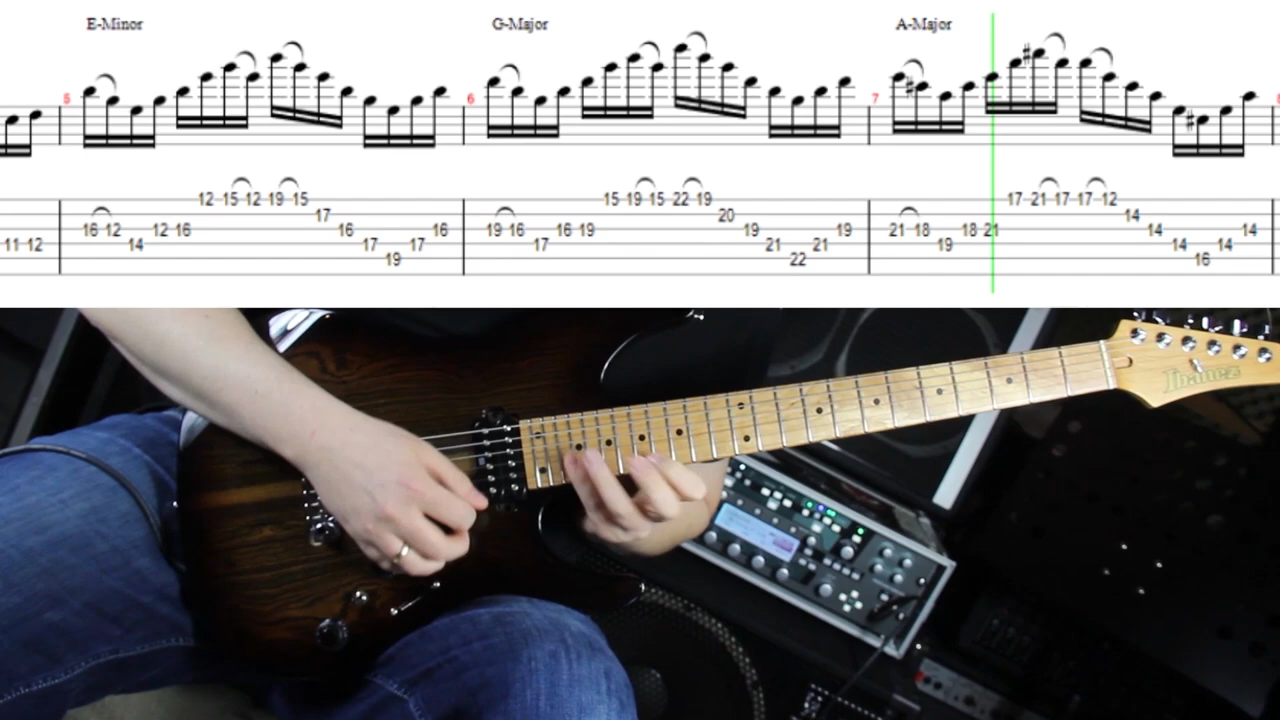 E-Minor G-Major A-Major
5 6 7
12 15 12 19 15 15 19 15 22 19 17 21 17 17 12
17 20 14
16 12 12 16 16 19 16 16 19 19 21 18 18 21 14 14
11 12 14 17 17 17 21 21 19 14 14
19 22 16
Ibanez